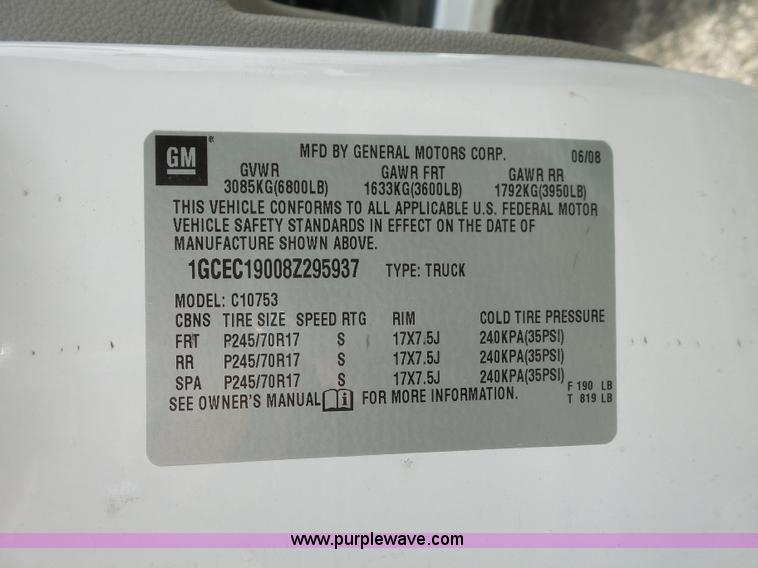 GM ®
MFD BY GENERAL MOTORS CORP. 06/08
GVWR GAWR FRT GAWR RR
3085KG(6800LB) 1633KG(3600LB) 1792KG(3950LB)
THIS VEHICLE CONFORMS TO ALL APPLICABLE U.S. FEDERAL MOTOR
VEHICLE SAFETY STANDARDS IN EFFECT ON THE DATE OF
MANUFACTURE SHOWN ABOVE.
1GCEC19008Z295937 TYPE: TRUCK
MODEL: C10753
CBNS TIRE SIZE SPEED RTG RIM COLD TIRE PRESSURE
FRT P245/70R17 S 17X7.5J 240KPA(35PSI)
RR P245/70R17 S 17X7.5J 240KPA(35PSI)
SPA P245/70R17 S 17X7.5J 240KPA(35PSI)
SEE OWNER'S MANUAL i FOR MORE INFORMATION.
F 190 LB
T 819 LB
www.purplewave.com